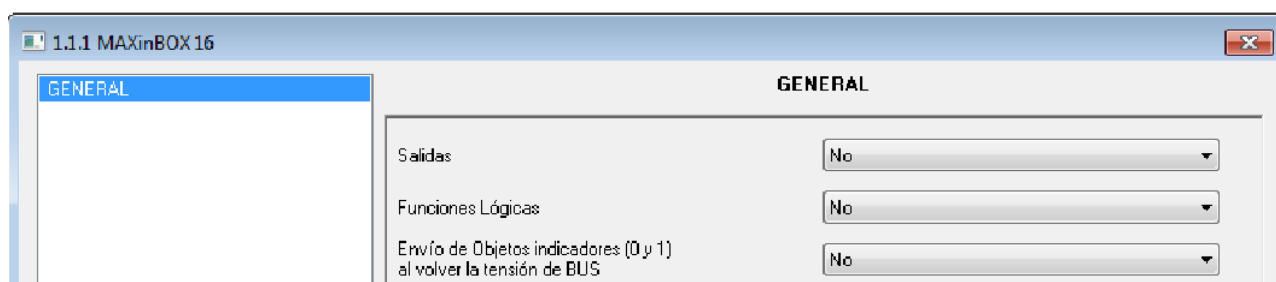 1.1.1 MAXinBOX 16
GENERAL
GENERAL
Salidas
No
Funciones Lógicas
No
Envío de Objetos indicadores (0 y 1)
al volver la tensión de BUS
No